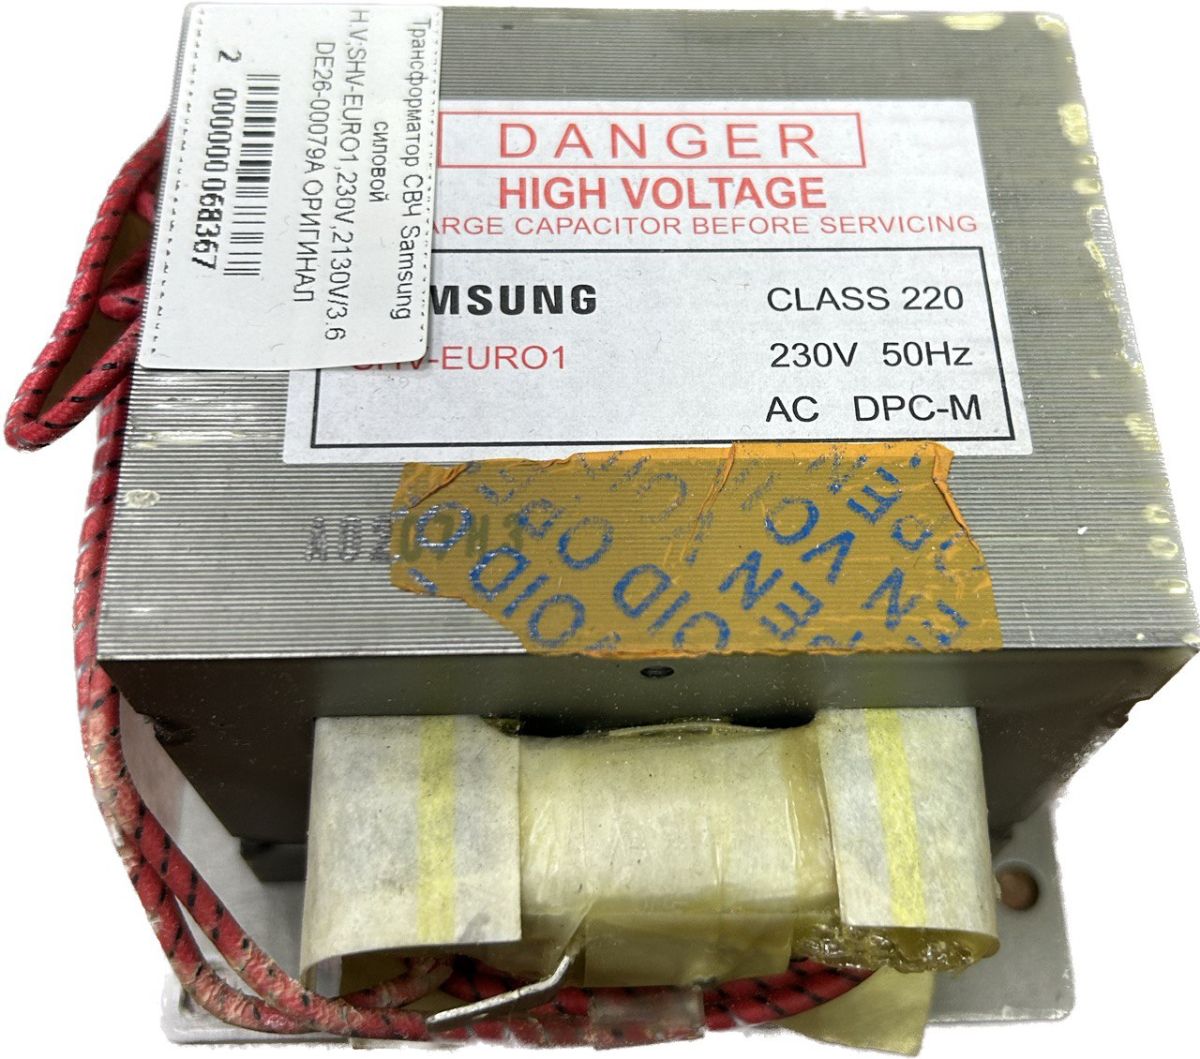 Трансформатор СВЧ Samsung
силовой
H.V;SHV-EURO1,230V,2130V/3.6
DE26-00079A ОРИГИНАЛ
2 000000 068367
DANGER
HIGH VOLTAGE
ARGE CAPACITOR BEFORE SERVICING
MSUNG
CLASS 220
SHV-EURO1
230V 50Hz
AC DPC-M